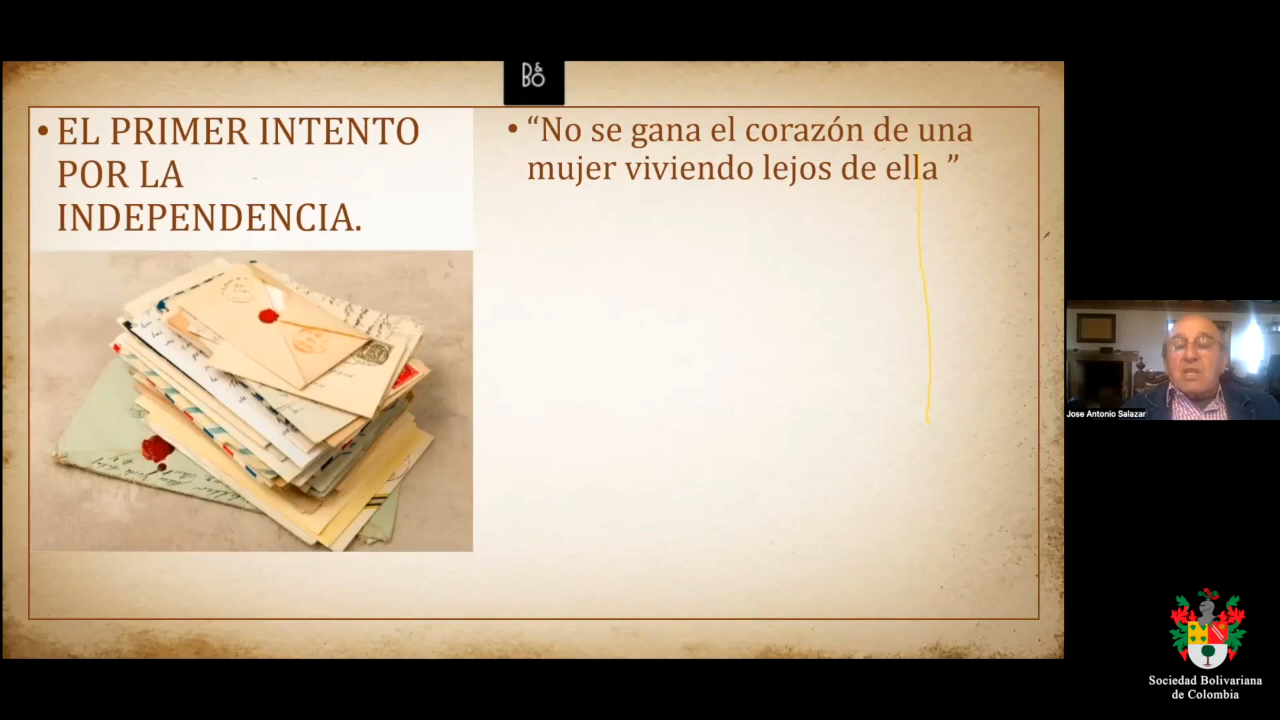 B&O
• EL PRIMER INTENTO
POR LA
INDEPENDENCIA.
• “No se gana el corazón de una
mujer viviendo lejos de ella ”
Jose Antonio Salazar
Sociedad Bolivariana
de Colombia